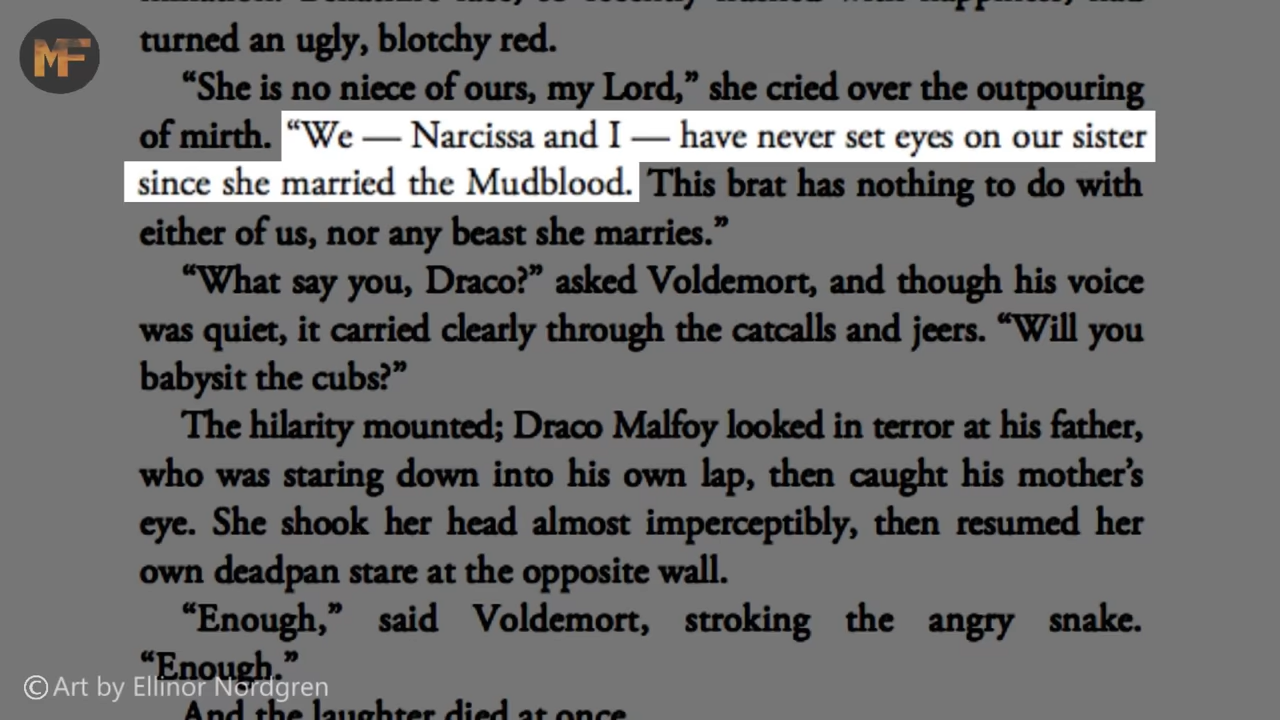 MF
turned an ugly, blotchy red.
“She is no niece of ours, my Lord,” she cried over the outpouring
of mirth. “We — Narcissa and I — have never set eyes on our sister
since she married the Mudblood. This brat has nothing to do with
either of us, nor any beast she marries.”
“What say you, Draco?” asked Voldemort, and though his voice
was quiet, it carried clearly through the catcalls and jeers. “Will you
babysit the cubs?”
The hilarity mounted; Draco Malfoy looked in terror at his father,
who was staring down into his own lap, then caught his mother’s
eye. She shook her head almost imperceptibly, then resumed her
own deadpan stare at the opposite wall.
“Enough,” said Voldemort, stroking the angry snake.
“Enough.”
© Art by Ellinor Nordgren
And the laughter died at once